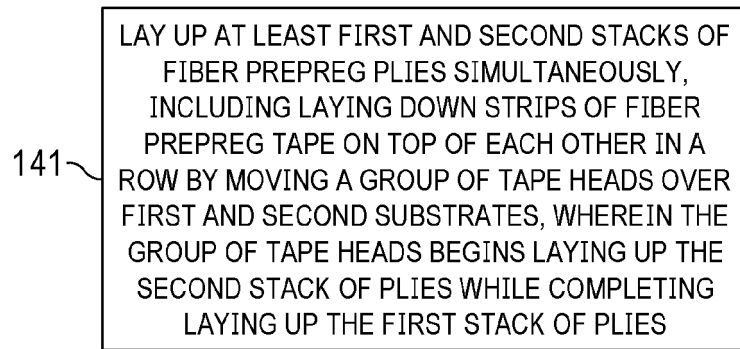 LAY UP AT LEAST FIRST AND SECOND STACKS OF
FIBER PREPREG PLIES SIMULTANEOUSLY,
INCLUDING LAYING DOWN STRIPS OF FIBER
PREPREG TAPE ON TOP OF EACH OTHER IN A
ROW BY MOVING A GROUP OF TAPE HEADS OVER
FIRST AND SECOND SUBSTRATES, WHEREIN THE
GROUP OF TAPE HEADS BEGINS LAYING UP THE
SECOND STACK OF PLIES WHILE COMPLETING
LAYING UP THE FIRST STACK OF PLIES
141